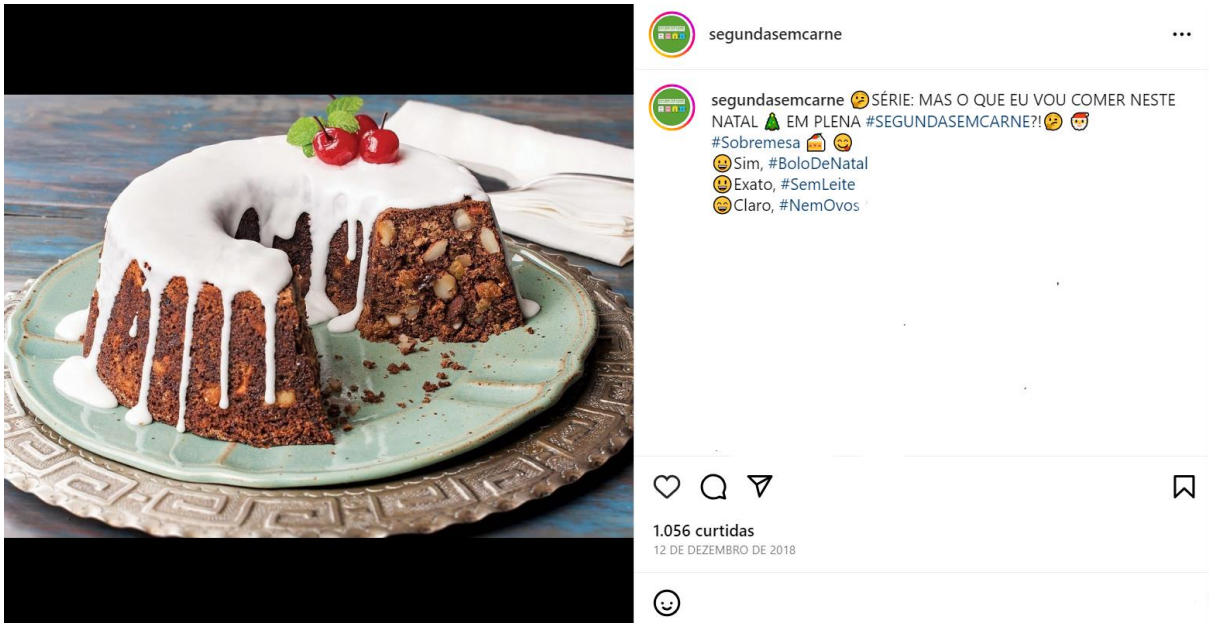 segundasemcarne
segundasemcarne 🤔SÉRIE: MAS O QUE EU VOU COMER NESTE
NATAL 🎄 EM PLENA #SEGUNDASEMCARNE?!🤔 🎅
#Sobremesa 🍰 😋
😀Sim, #BoloDeNatal
😃Exato, #SemLeite
😄Claro, #NemOvos
1.056 curtidas
12 DE DEZEMBRO DE 2018